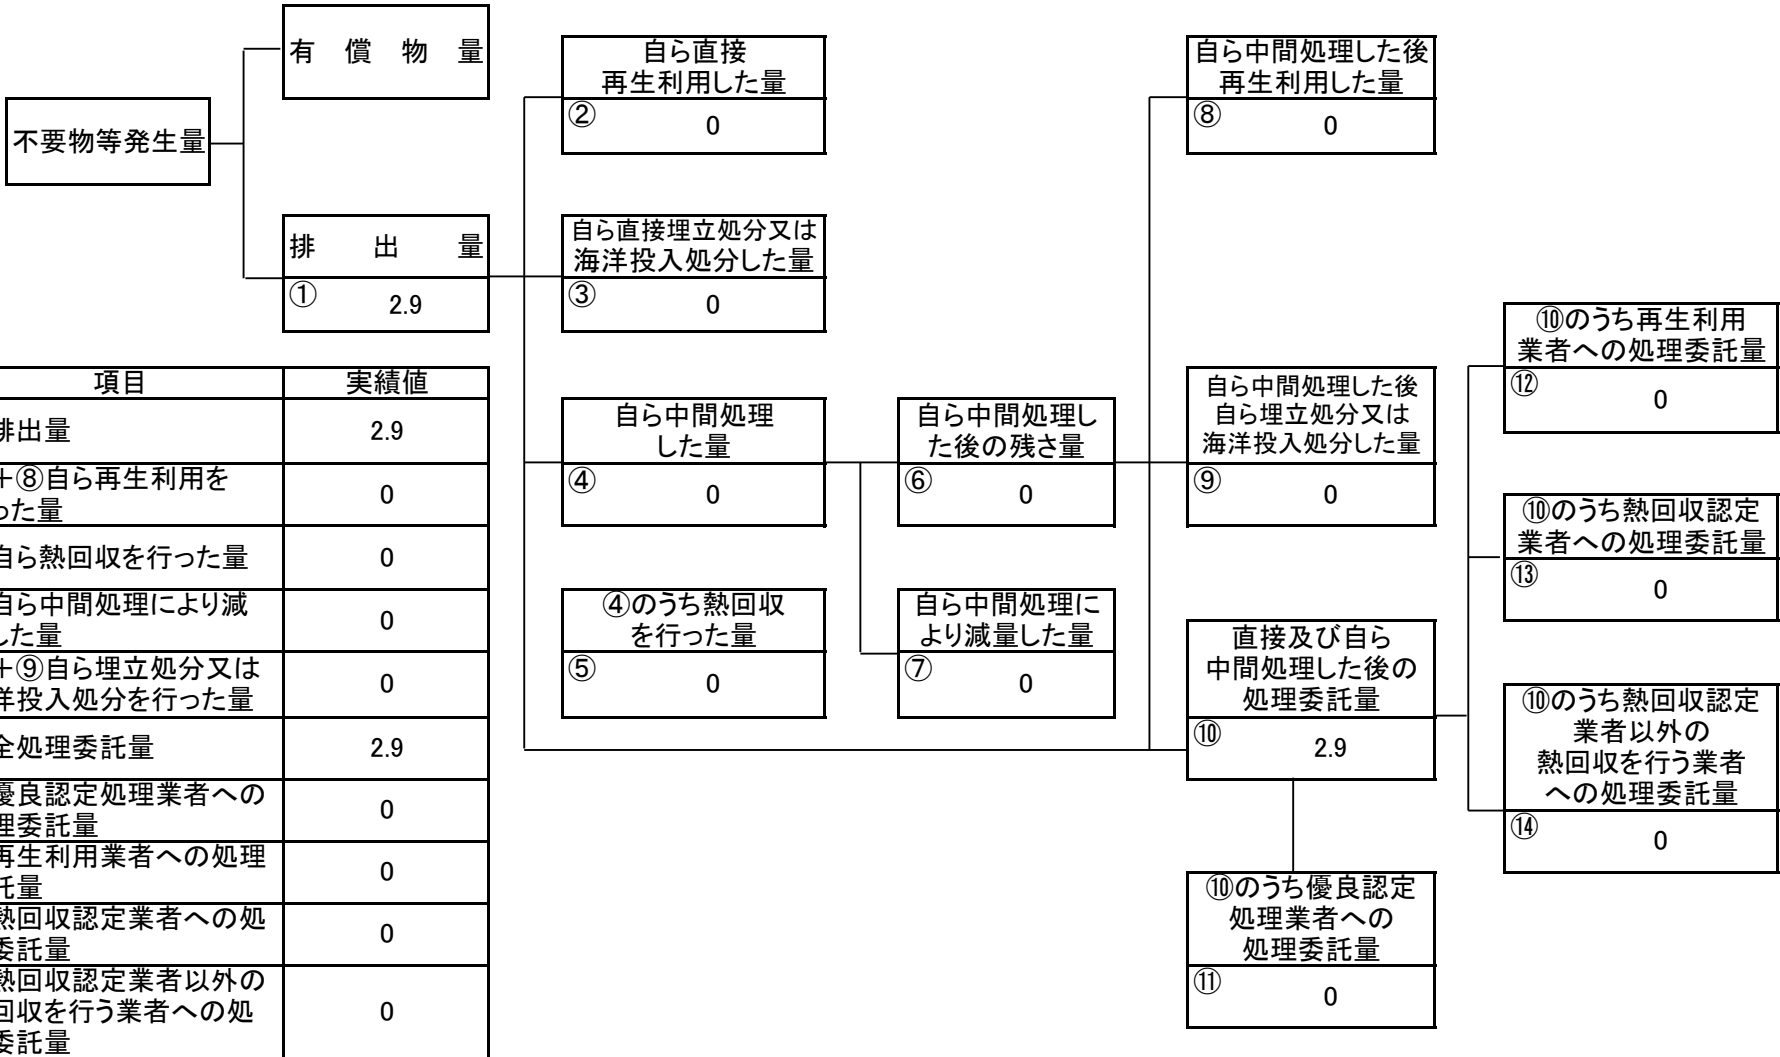 有償物量
不要物等発生量
排出量
① 2.9
自ら直接
再生利用した量
② 0
自ら直接埋立処分又は
海洋投入処分した量
③ 0
自ら中間処理
した量
④ 0
④のうち熱回収
を行った量
⑤ 0
自ら中間処理し
た後の残さ量
⑥ 0
自ら中間処理に
より減量した量
⑦ 0
自ら中間処理した後
再生利用した量
⑧ 0
自ら中間処理した後
自ら埋立処分又は
海洋投入処分した量
⑨ 0
直接及び自ら
中間処理した後の
処理委託量
⑩ 2.9
⑩のうち優良認定
処理業者への
処理委託量
⑪ 0
⑩のうち再生利用
業者への処理委託量
⑫ 0
⑩のうち熱回収認定
業者への処理委託量
⑬ 0
⑩のうち熱回収認定
業者以外の
熱回収を行う業者
への処理委託量
⑭ 0
項目 実績値
排出量 2.9
+⑧自ら再生利用を
った量 0
自ら熱回収を行った量 0
自ら中間処理により減
した量 0
+⑨自ら埋立処分又は
洋投入処分を行った量 0
全処理委託量 2.9
優良認定処理業者への
理委託量 0
再生利用業者への処理
託量 0
熱回収認定業者への処
委託量 0
熱回収認定業者以外の
回収を行う業者への処
委託量 0